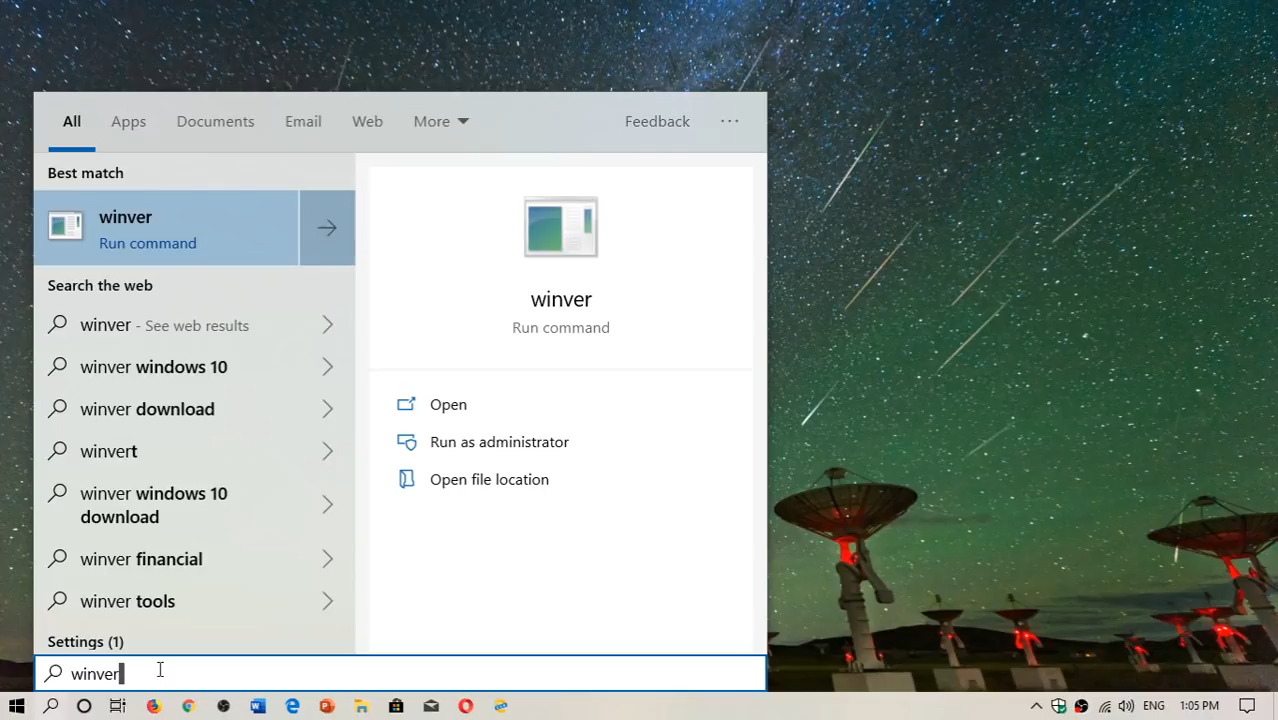 All Apps Documents Email Web More Feedback ...
Best match
winver
Run command
Search the web
winver - See web results
winver windows 10
winver download
winvert
winver windows 10
download
winver financial
winver tools
Settings (1)
winver
Run command
Open
Run as administrator
Open file location
winver
ENG 1:05 PM